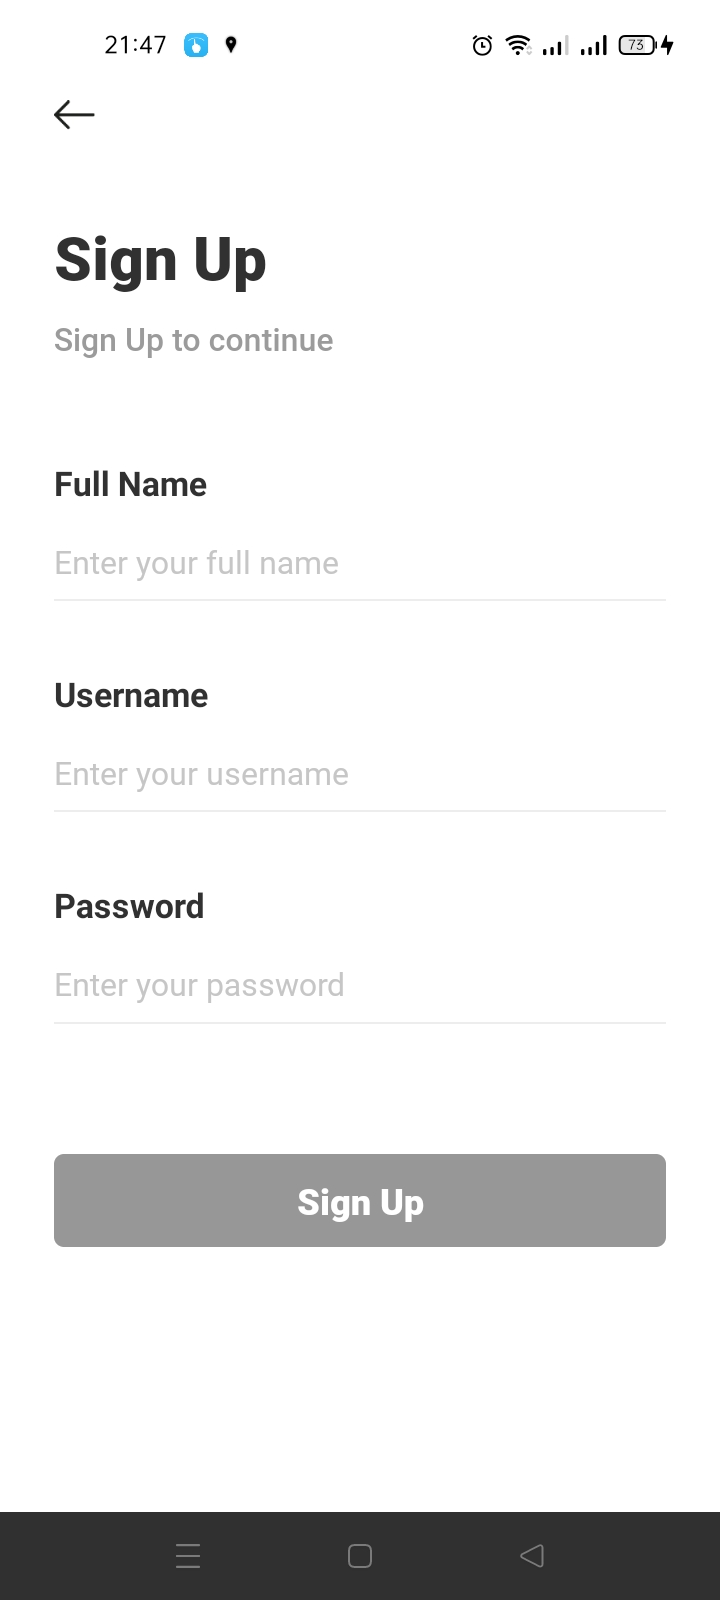 21:47
73
Sign Up
Sign Up to continue
Full Name
Enter your full name
Username
Enter your username
Password
Enter your password
Sign Up